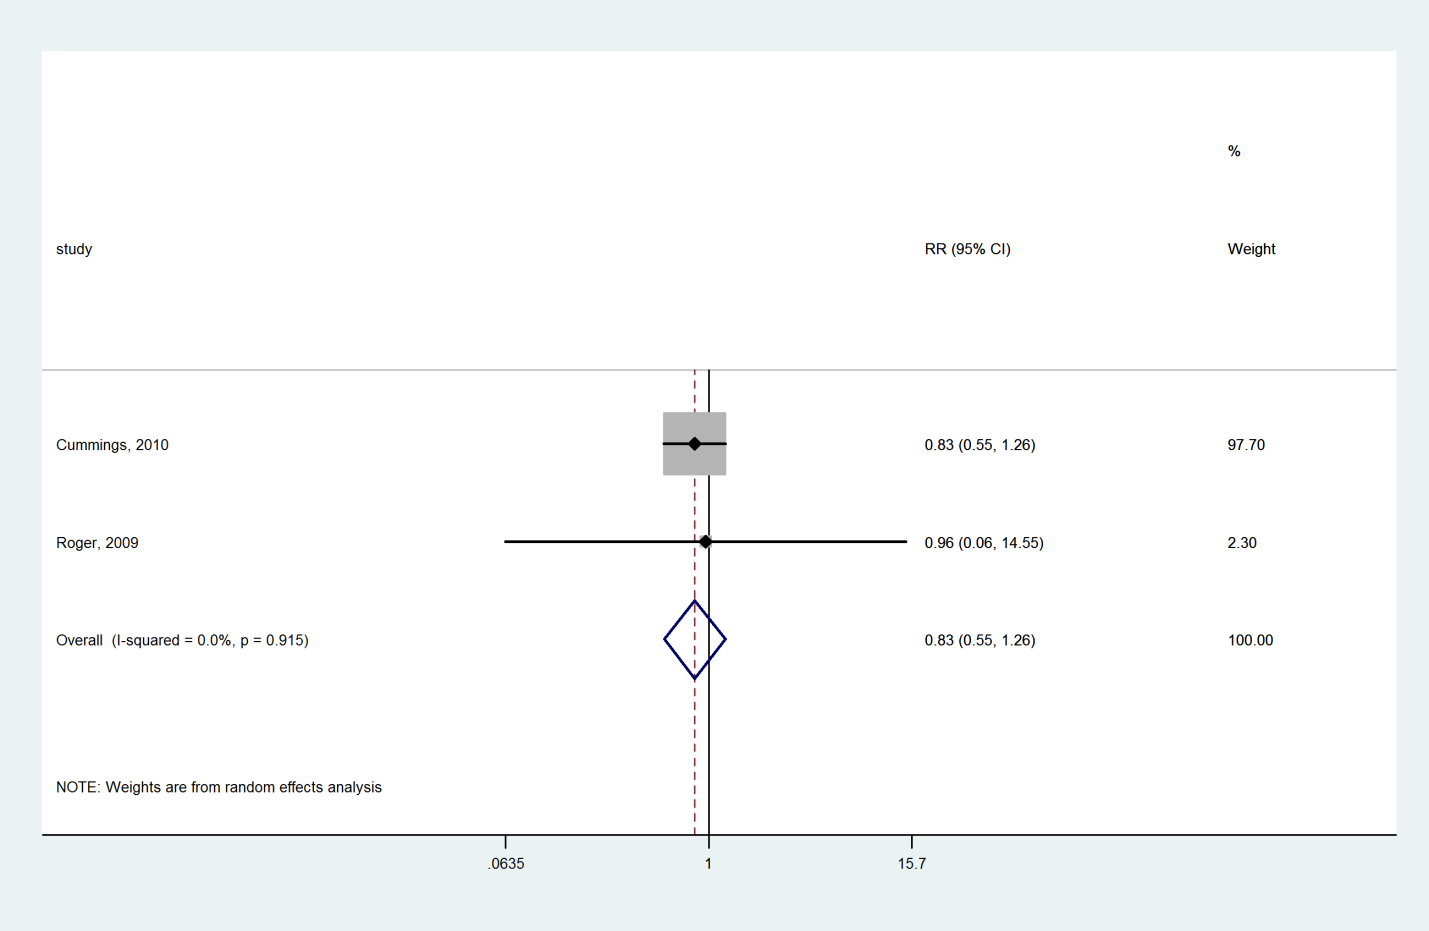 %
study RR (95% CI) Weight
Cummings, 2010 0.83 (0.55, 1.26) 97.70
Roger, 2009 0.96 (0.06, 14.55) 2.30
Overall (I-squared = 0.0%, p = 0.915) 0.83 (0.55, 1.26) 100.00
NOTE: Weights are from random effects analysis
.0635 1 15.7